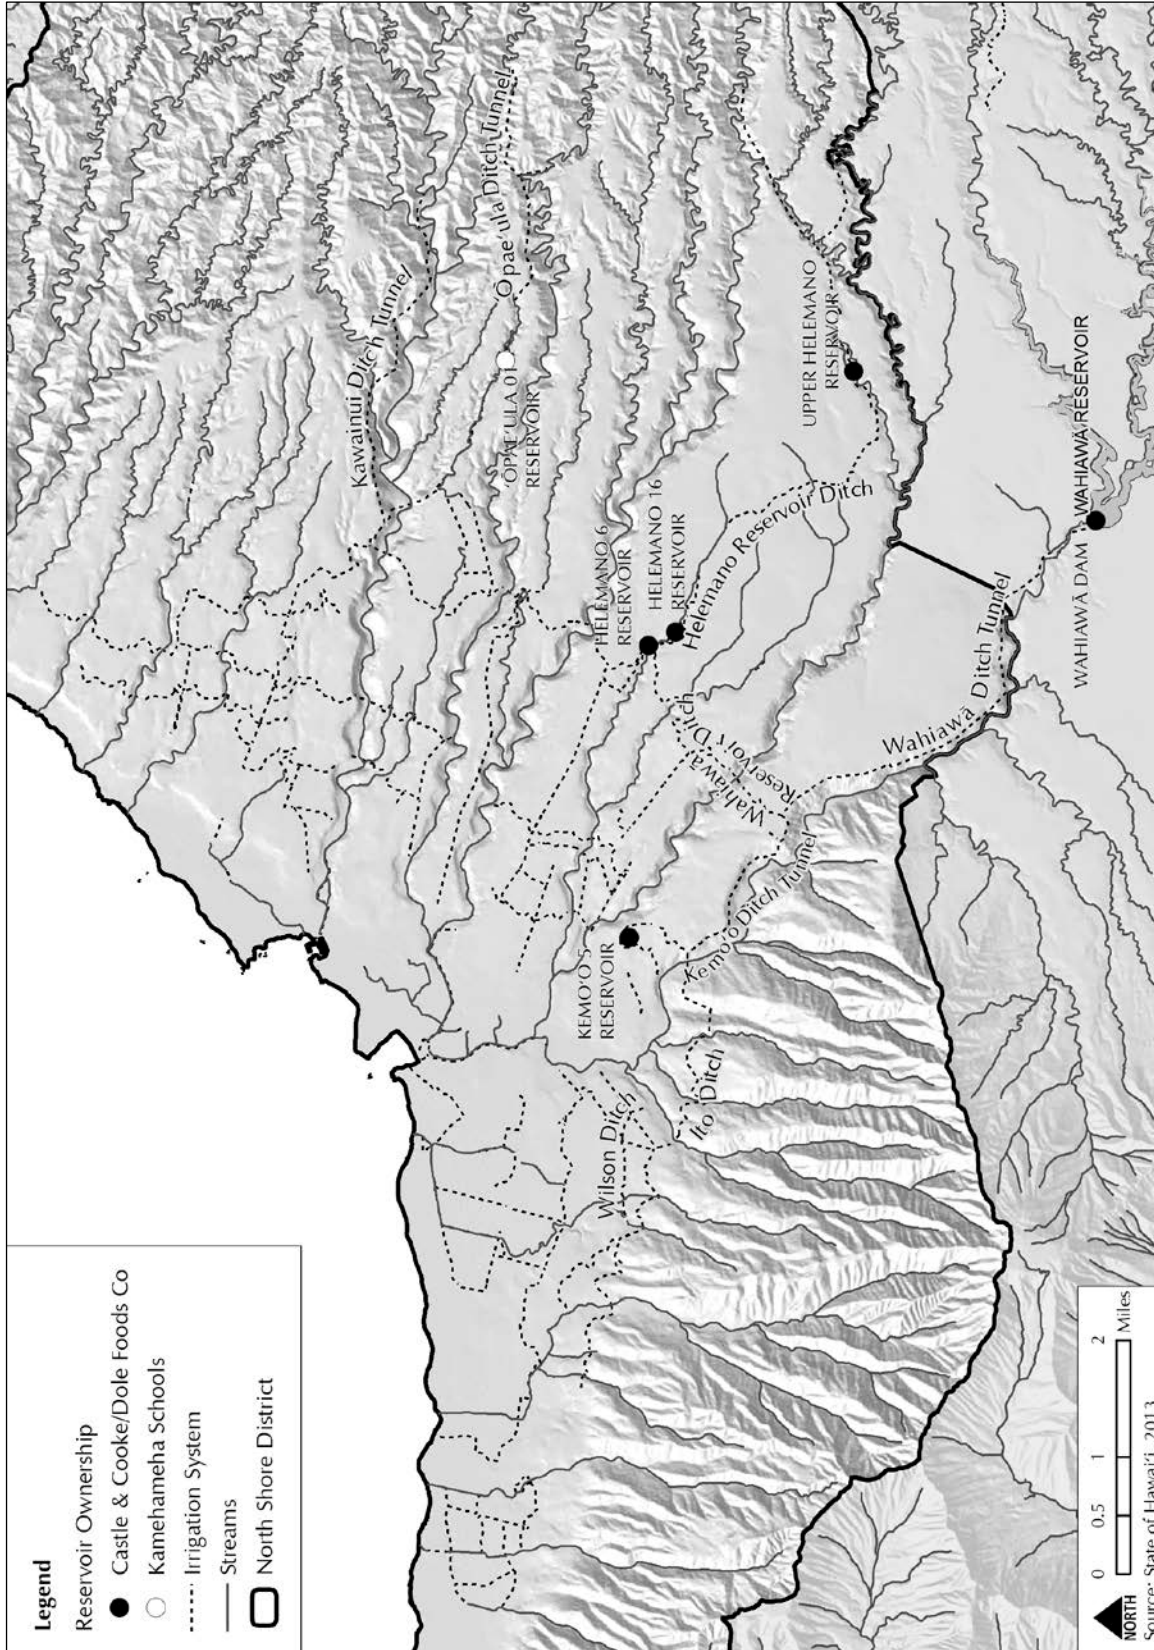 Legend
Reservoir Ownership
Castle & Cooke/Dole Foods Co
Kamehameha Schools
Irrigation System
Streams
North Shore District
Kawainui Ditch Tunnel
Opae‘ula Ditch Tunnel
OPAE‘ULA 01
RESERVOIR
HELEMANO 6
RESERVOIR
HELEMANO 16
RESERVOIR
UPPER HELEMANO
RESERVOIR
Helemano Reservoir Ditch
Wahiawā
Reservoir Ditch
KEMO‘O 5
RESERVOIR
Kemo‘o Ditch Tunnel
Wilson Ditch
Ito Ditch
Wahiawā Ditch Tunnel
WAHIAWĀ DAM
WAHIAWĀ RESERVOIR
NORTH
0 0.5 1 2
Miles
Source: State of Hawai‘i, 2013